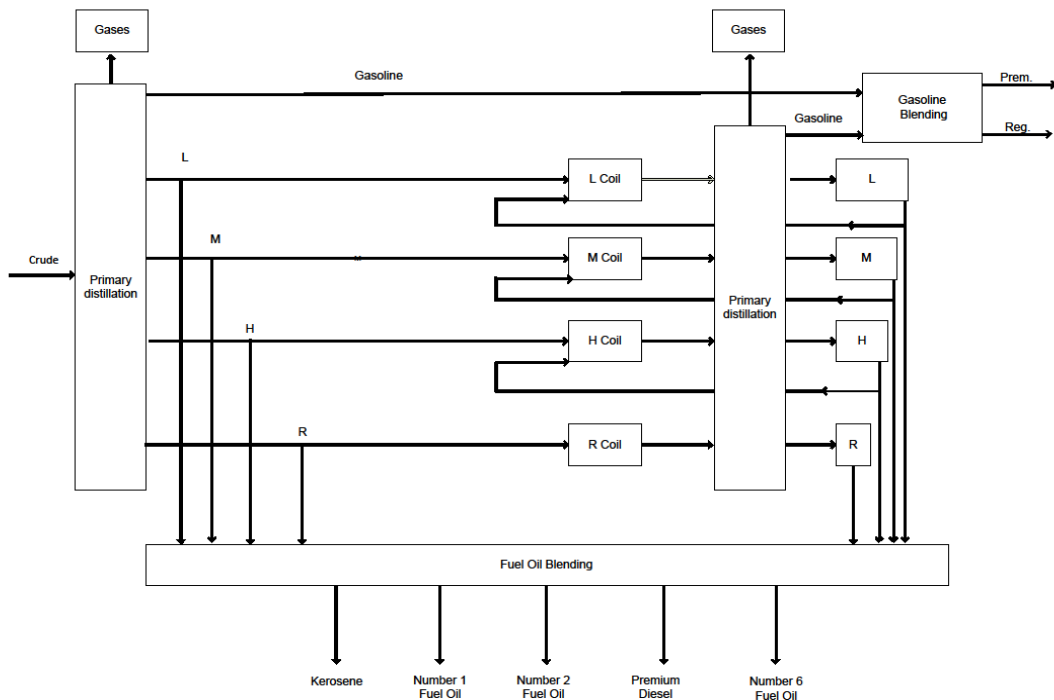 Gases
Gases
Gasoline
Prem.
Gasoline
Blending
Gasoline
Reg.
L
L Coil
L
M
Crude
Primary
distillation
M Coil
M
Primary
distillation
H
H Coil
H
R
R Coil
R
Fuel Oil Blending
Kerosene
Number 1
Fuel Oil
Number 2
Fuel Oil
Premium
Diesel
Number 6
Fuel Oil